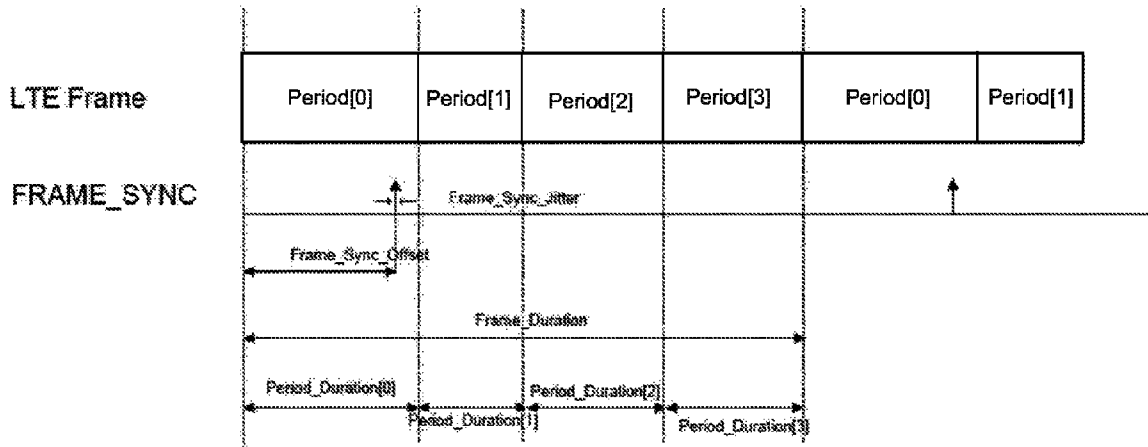 LTE Frame Period[0] Period[1] Period[2] Period[3] Period[0] Period[1]
FRAME_SYNC
Frame_Sync_Jitter
Frame_Sync_Offset
Frame_Duration
Period_Duration[0] Period_Duration[2]
Period_Duration[1] Period_Duration[3]